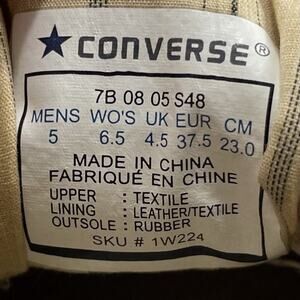 CONVERSE®
7B 08 05 S48
MENS WO'S UK EUR CM
5 6.5 4.5 37.5 23.0
MADE IN CHINA
FABRIQUÉ EN CHINE
UPPER : TEXTILE
LINING : LEATHER/TEXTILE
OUTSOLE : RUBBER
SKU # 1W224